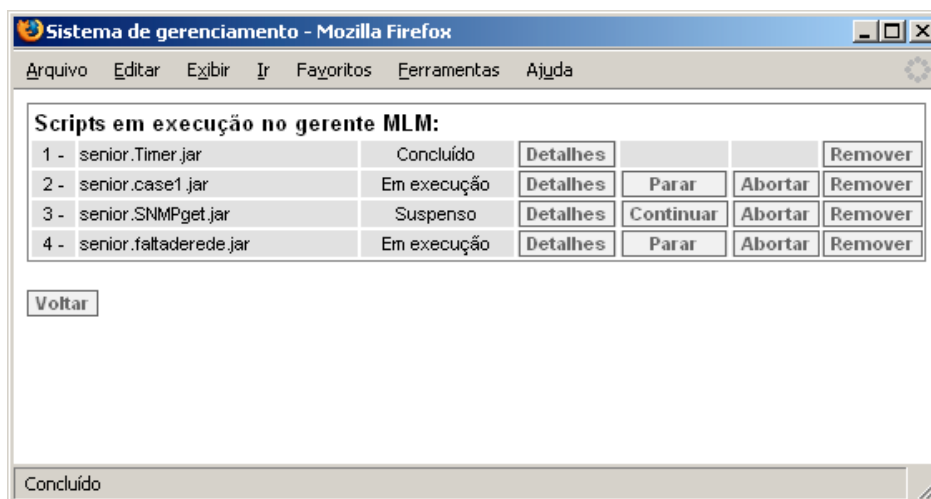 Sistema de gerenciamento - Mozilla Firefox
Arquivo Editar Exibir Ir Favoritos Ferramentas Ajuda
Scripts em execução no gerente MLM:
1 - senior.Timer.jar Concluído Detalhes Remover
2 - senior.case1.jar Em execução Detalhes Parar Abortar Remover
3 - senior.SNMPget.jar Suspenso Detalhes Continuar Abortar Remover
4 - senior.faltaderede.jar Em execução Detalhes Parar Abortar Remover
Voltar
Concluído